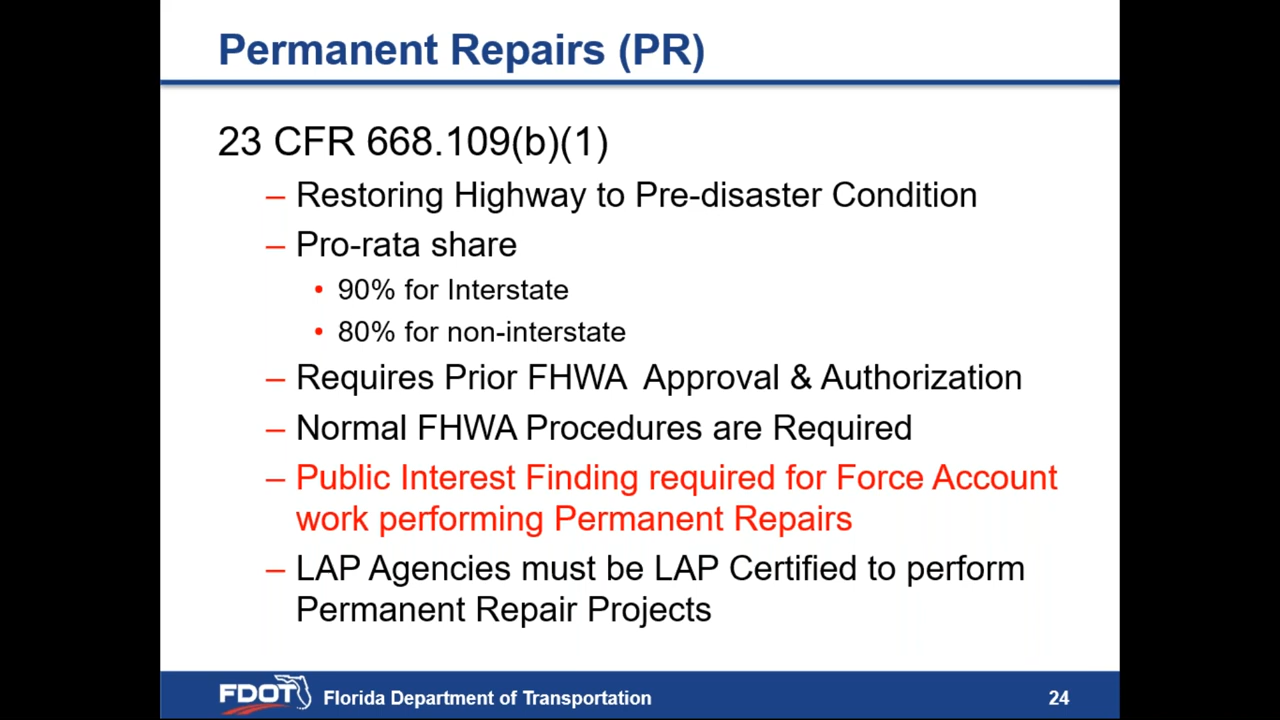 Permanent Repairs (PR)
23 CFR 668.109(b)(1)
– Restoring Highway to Pre-disaster Condition
– Pro-rata share
• 90% for Interstate
• 80% for non-interstate
– Requires Prior FHWA Approval & Authorization
– Normal FHWA Procedures are Required
– Public Interest Finding required for Force Account
work performing Permanent Repairs
– LAP Agencies must be LAP Certified to perform
Permanent Repair Projects
FDOT Florida Department of Transportation 24